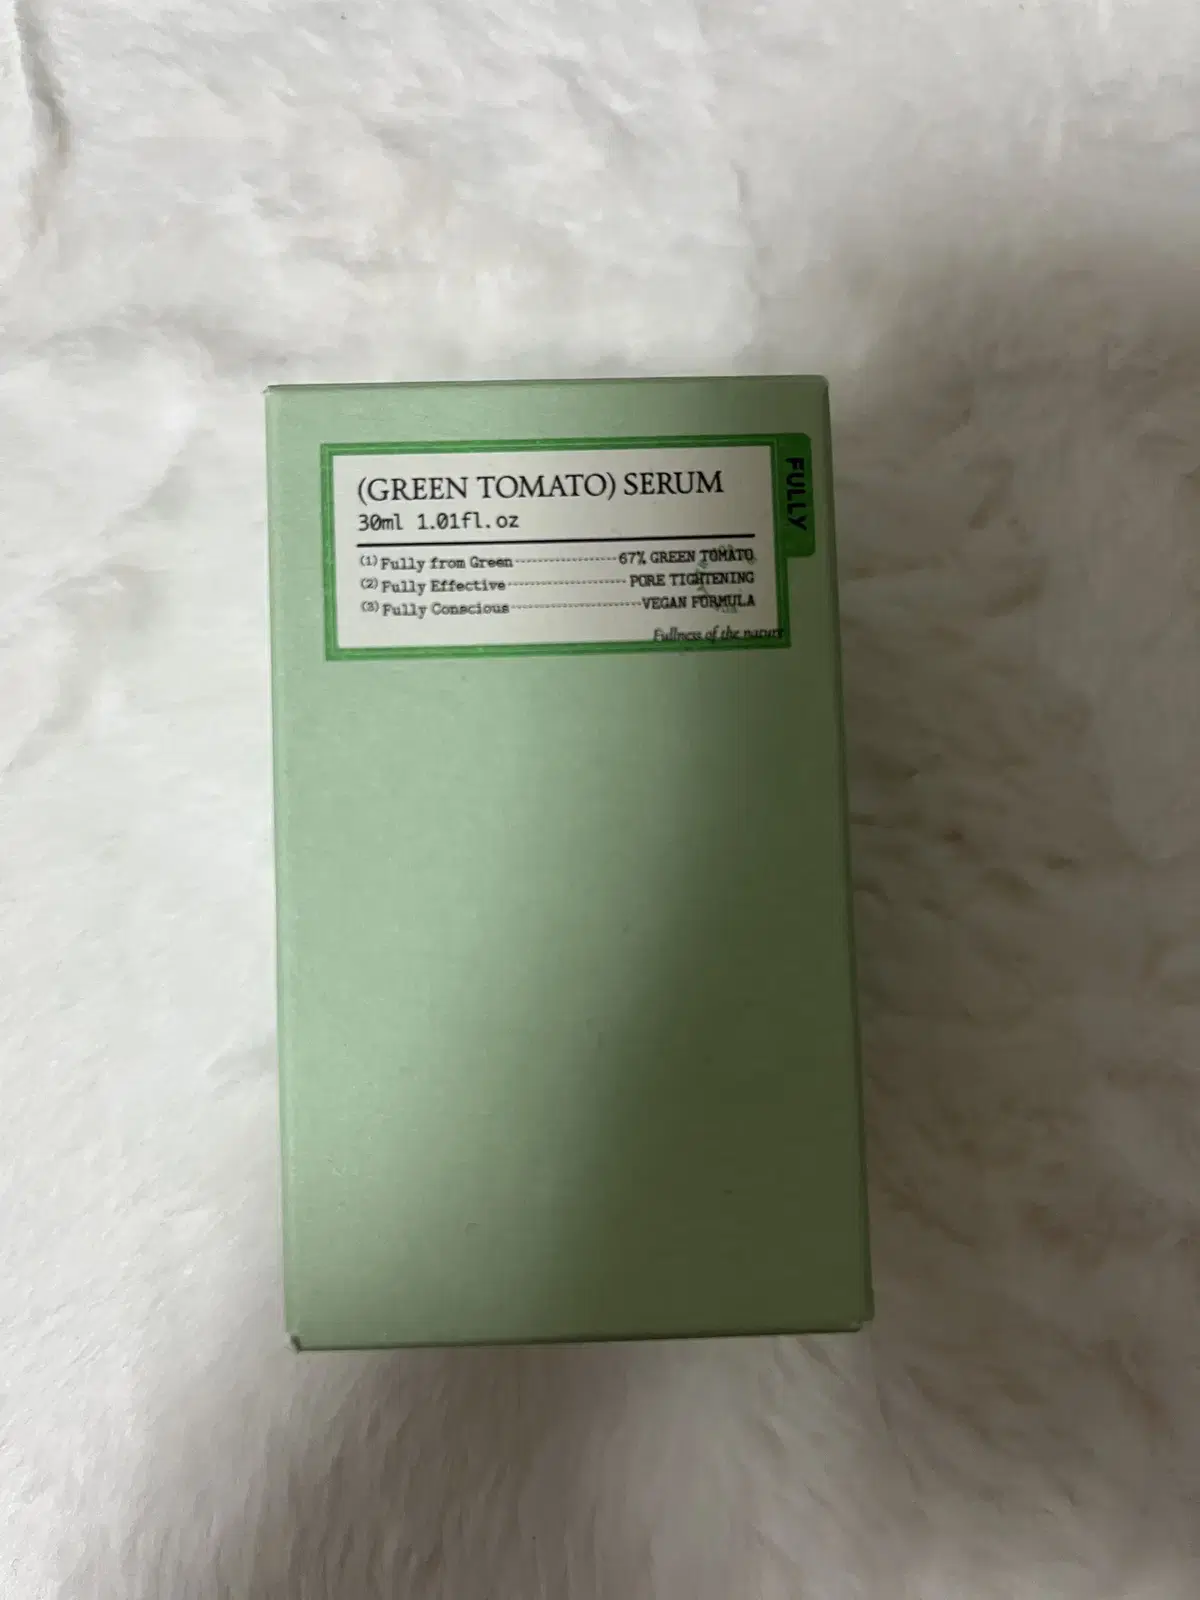 (GREEN TOMATO) SERUM
FULLY
30ml 1.01fl.oz
(1) Fully from Green 67% GREEN TOMATO
(2) Fully Effective PORE TIGHTENING
(3) Fully Conscious VEGAN FORMULA
Fullness of the nature